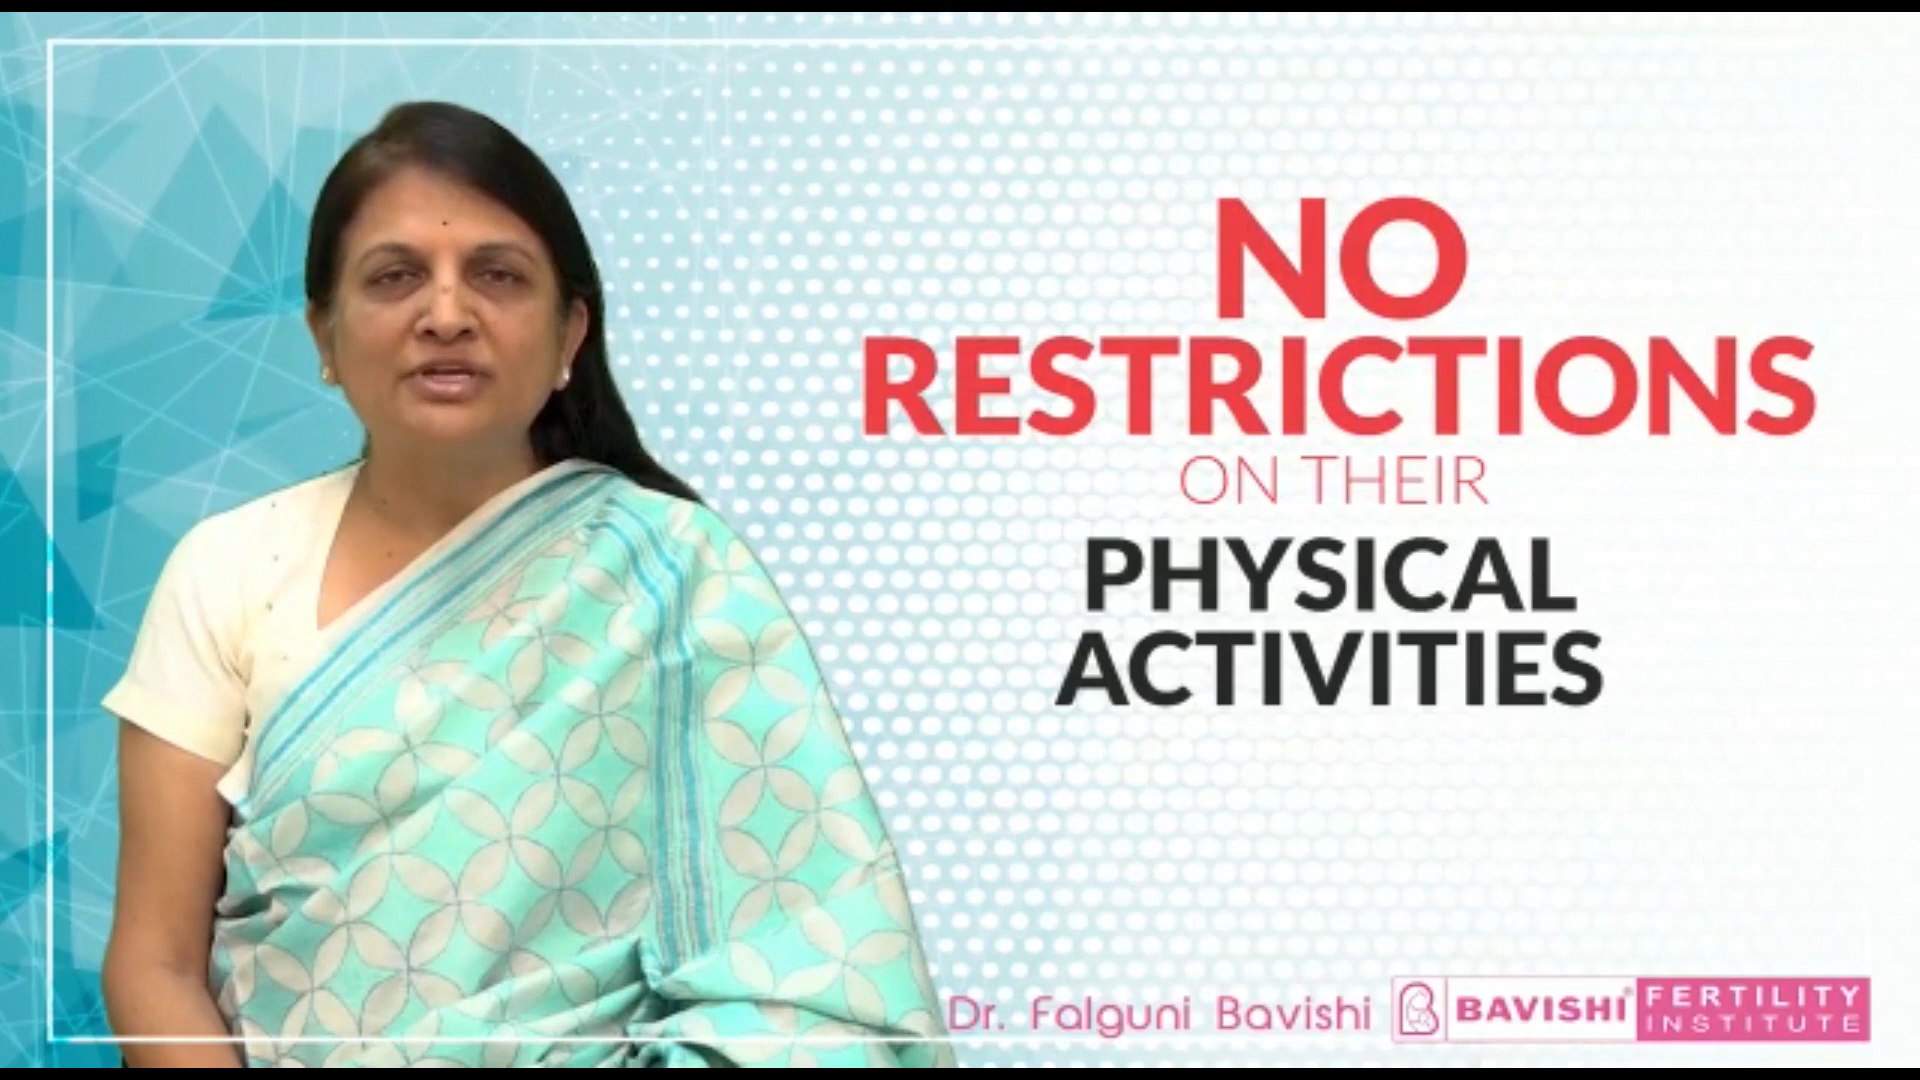 NO
RESTRICTIONS
ON THEIR
PHYSICAL
ACTIVITIES
Dr. Falguni Bavishi
BAVISHI®
FERTILITY
INSTITUTE